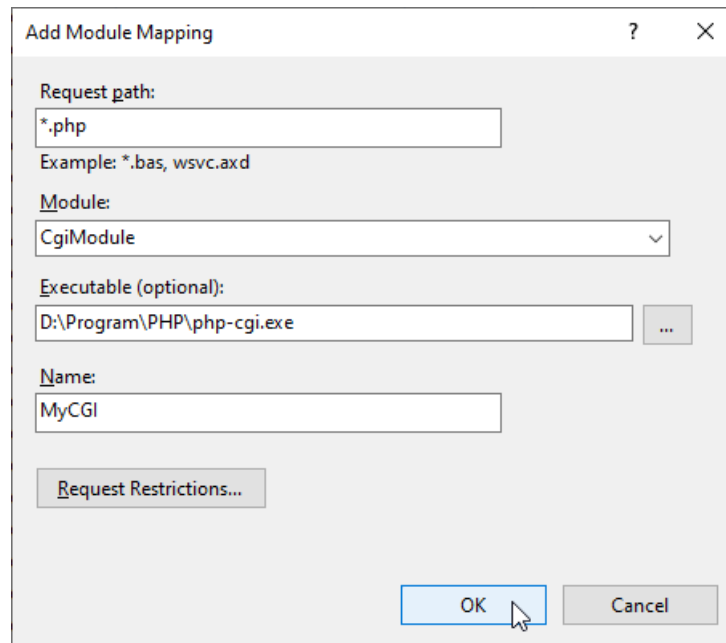 Add Module Mapping
?
Request path:
*.php
Example: *.bas, wsvc.axd
Module:
CgiModule
Executable (optional):
D:\Program\PHP\php-cgi.exe
...
Name:
MyCGI
Request Restrictions...
OK
Cancel